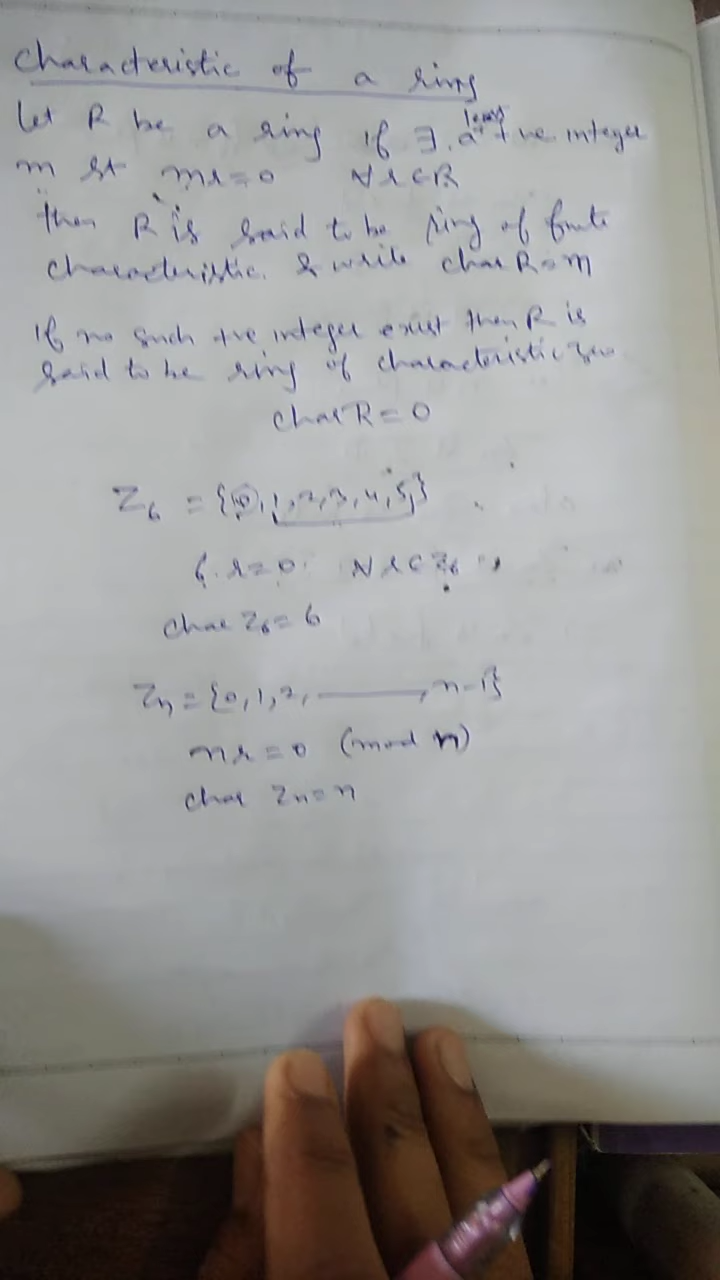 Characteristic of a ring
Let R be a ring if ∃ a least +ve integer
m st mr=0 ∀ r∈R
then R is said to be ring of finite
characteristic & write char R=m
If no such +ve integer exist then R is
said to be ring of characteristic zero
char R=0
Z₆ = {0,1,2,3,4,5}
6.r=0 ∀ r∈Z₆
char Z₆=6
Zₙ={0,1,2,———,n-1}
nr=0 (mod n)
char Zₙ=n